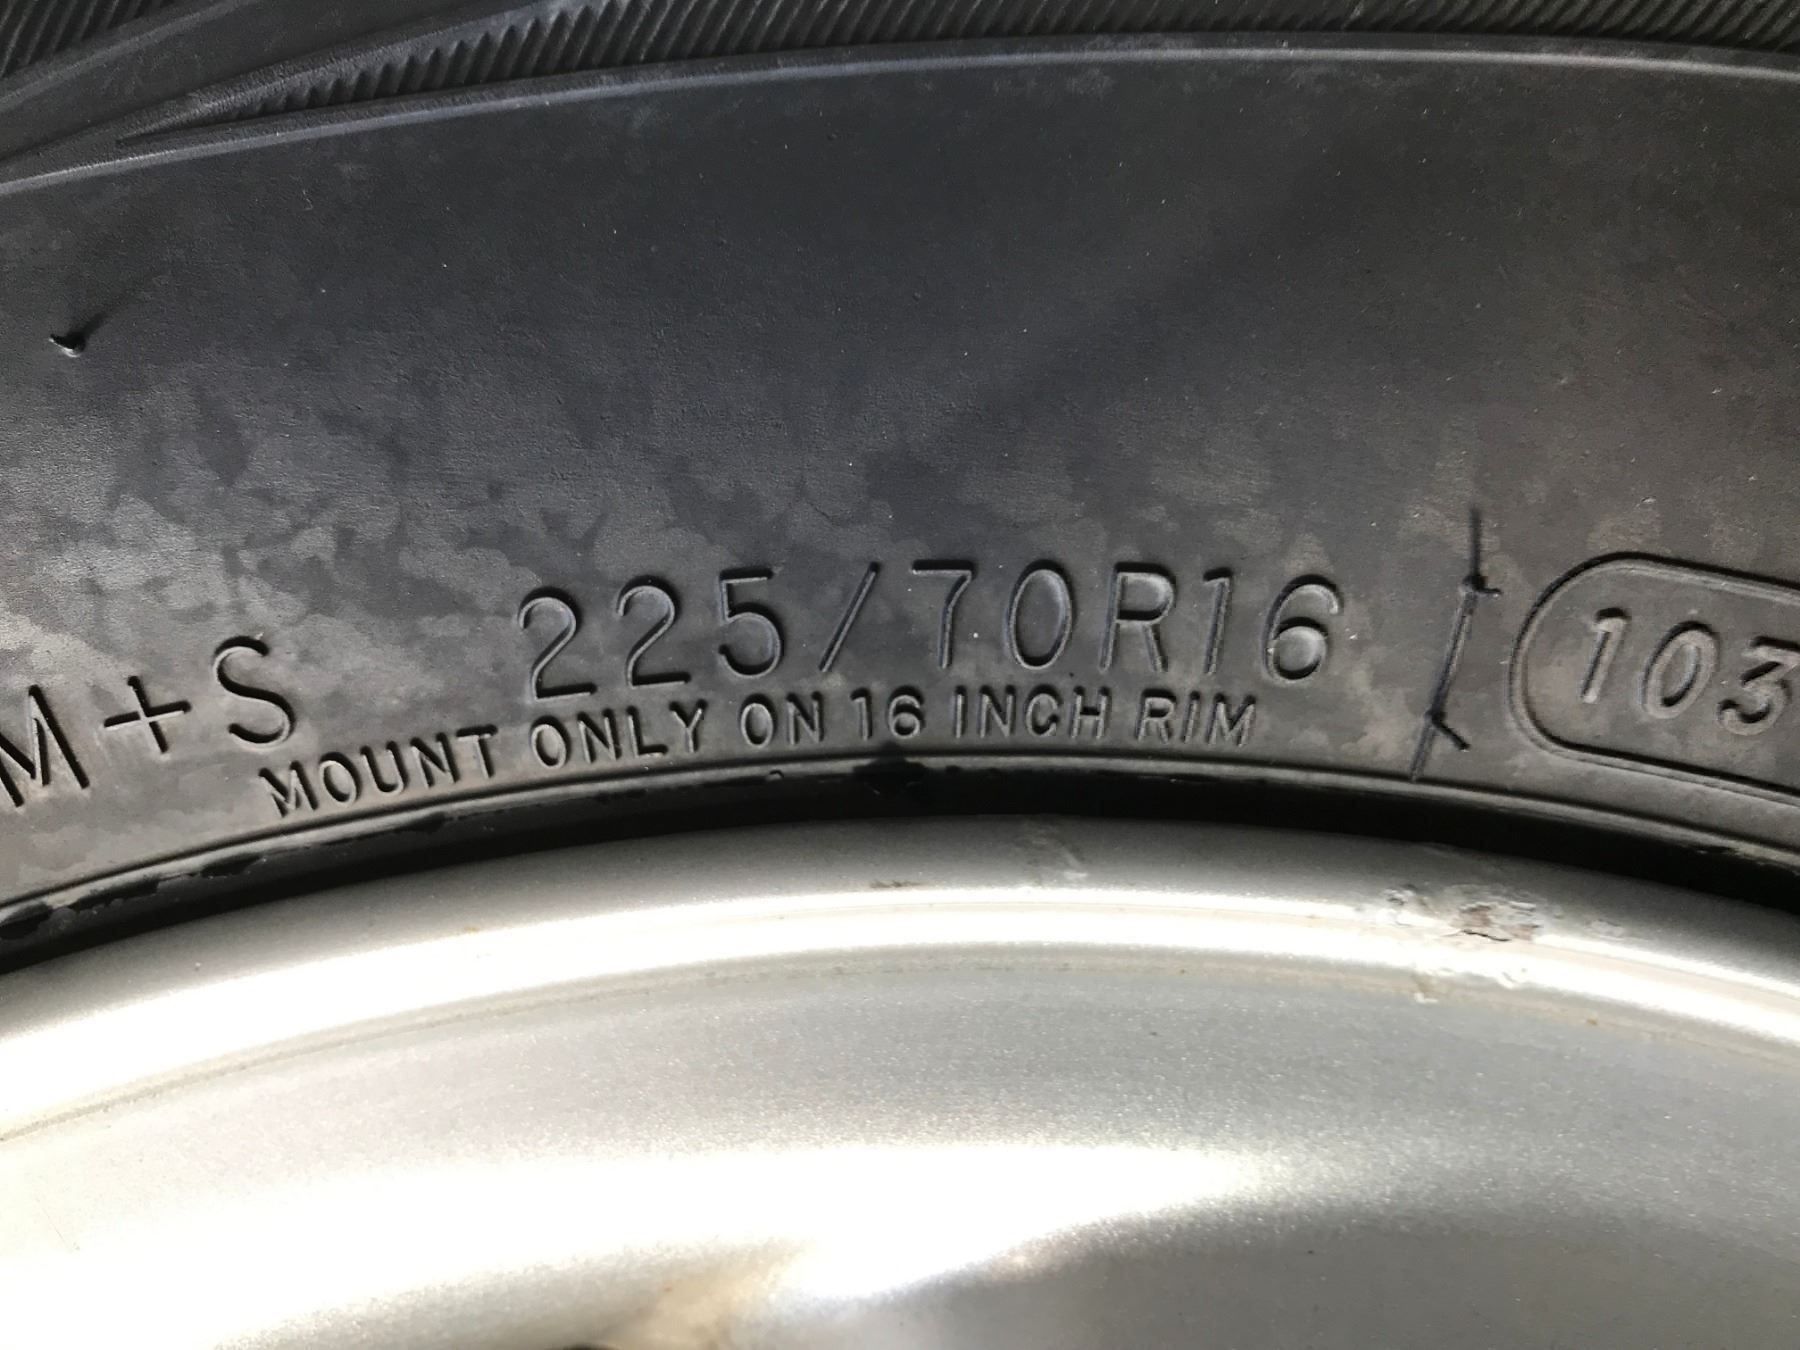 M+S 225/70R16 103
MOUNT ONLY ON 16 INCH RIM